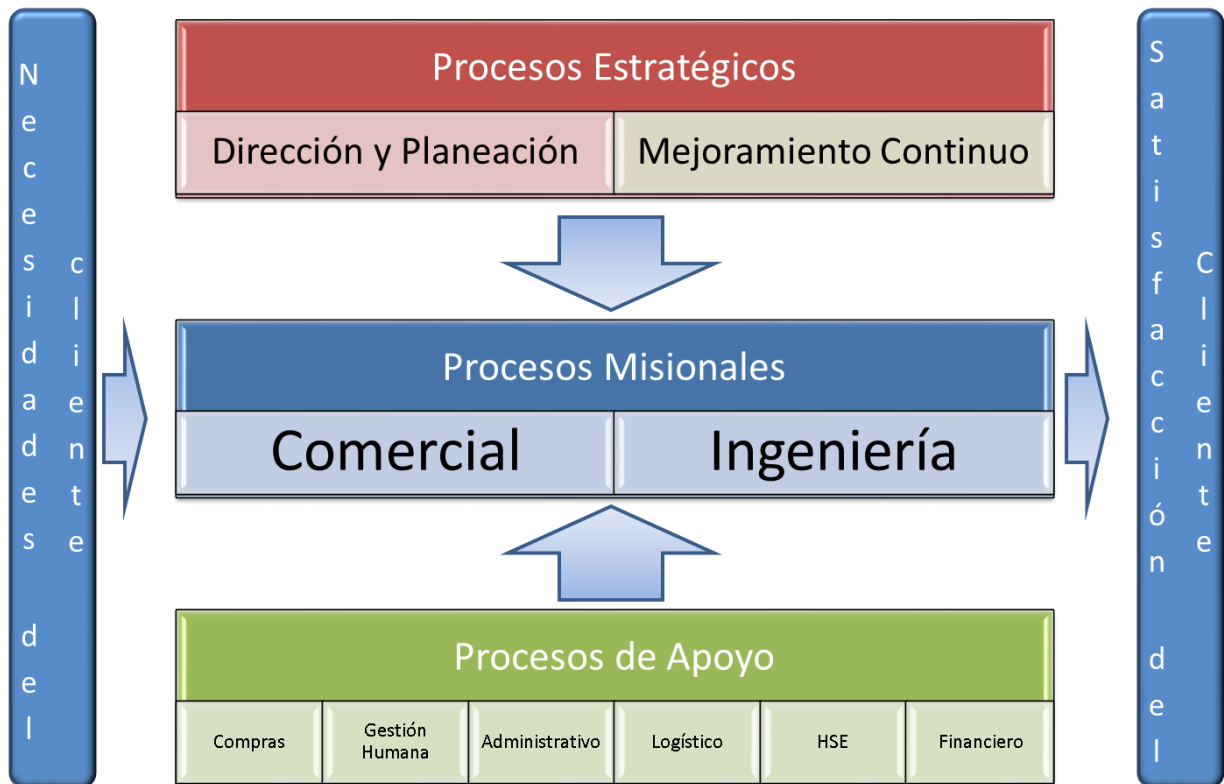 Necesidades del
cliente
Procesos Estratégicos
Dirección y Planeación
Mejoramiento Continuo
Procesos Misionales
Comercial
Ingeniería
Procesos de Apoyo
Compras
Gestión
Humana
Administrativo
Logístico
HSE
Financiero
Satisfacción del
Cliente